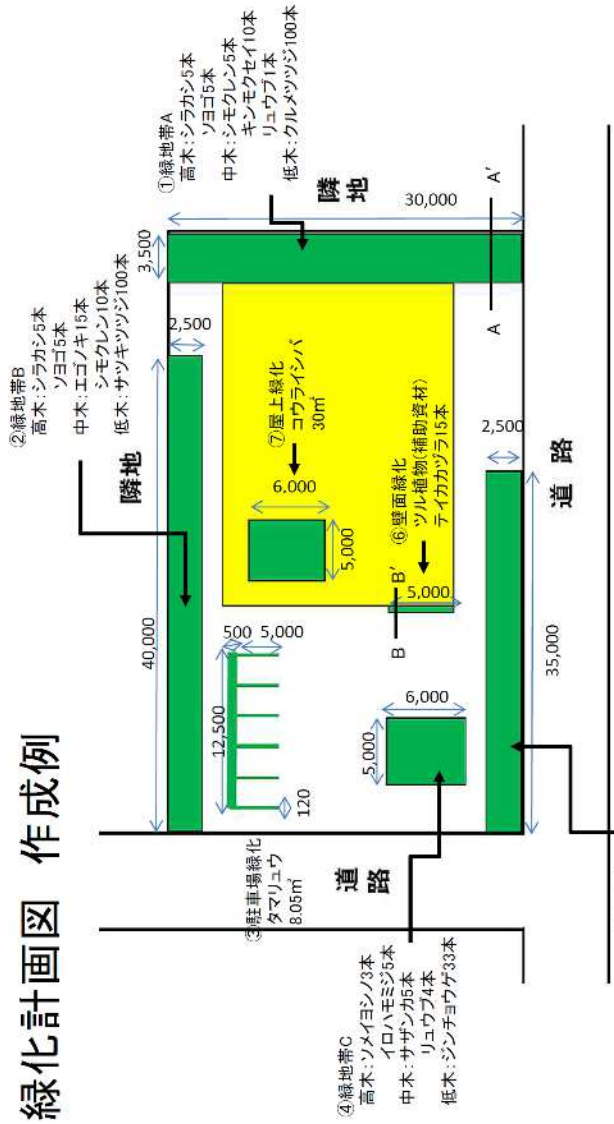 緑化計画図 作成例
②緑地帯B
高木：シラカシ5本
ソヨゴ5本
中木：エゴノキ15本
シモクレン10本
低木：サツキツツジ100本
①緑地帯A
高木：シラカシ5本
ソヨゴ5本
中木：シモクレン5本
キンモクセイ10本
リュウブ1本
低木：クルメツツジ100本
隣地
40,000
2,500
3,500
隣地
30,000
12,500
500
5,000
120
③駐車場緑化
タマリュウ
8.05㎡
6,000
5,000
⑦屋上緑化
コウライシバ
30㎡
⑥壁面緑化
ツル植物(補助資材)
テイカカヅラ15本
B
B'
5,000
A
A'
道路
5,000
6,000
2,500
35,000
道路
④緑地帯C
高木：ソメイヨシノ3本
イロハモミジ5本
中木：サザンカ5本
リュウブ4本
低木：ジンチョウゲ33本